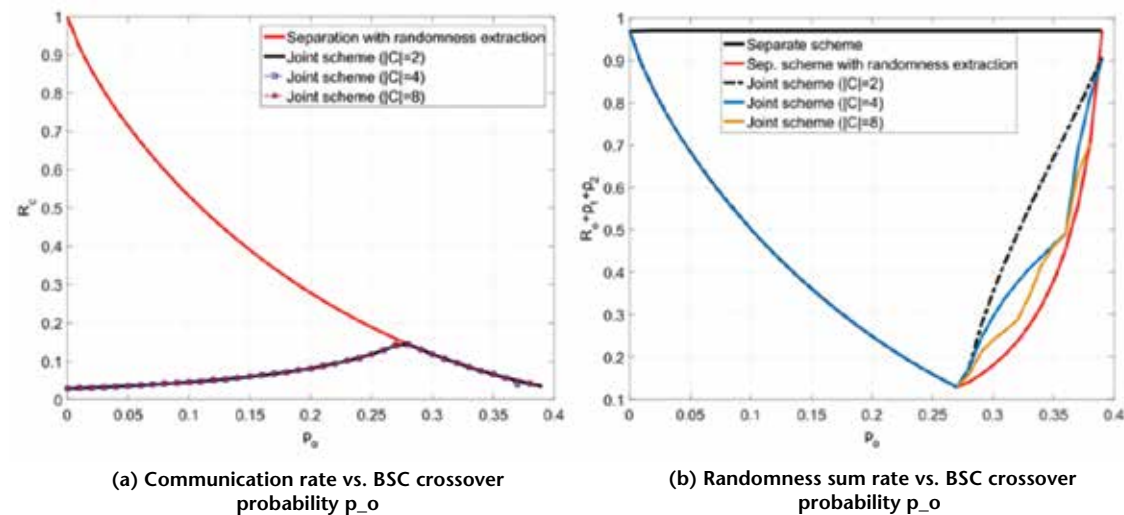 1
0.9
0.8
0.7
0.6
0.5
0.4
0.3
0.2
0.1
0
R_c
Separation with randomness extraction
Joint scheme (|C|=2)
Joint scheme (|C|=4)
Joint scheme (|C|=8)
0 0.05 0.1 0.15 0.2 0.25 0.3 0.35 0.4
p_o
(a) Communication rate vs. BSC crossover
probability p_o
1
0.9
0.8
0.7
0.6
0.5
0.4
0.3
0.2
0.1
R_o+ρ_1+ρ_2
Separate scheme
Sep. scheme with randomness extraction
Joint scheme (|C|=2)
Joint scheme (|C|=4)
Joint scheme (|C|=8)
0 0.05 0.1 0.15 0.2 0.25 0.3 0.35 0.4
p_o
(b) Randomness sum rate vs. BSC crossover
probability p_o